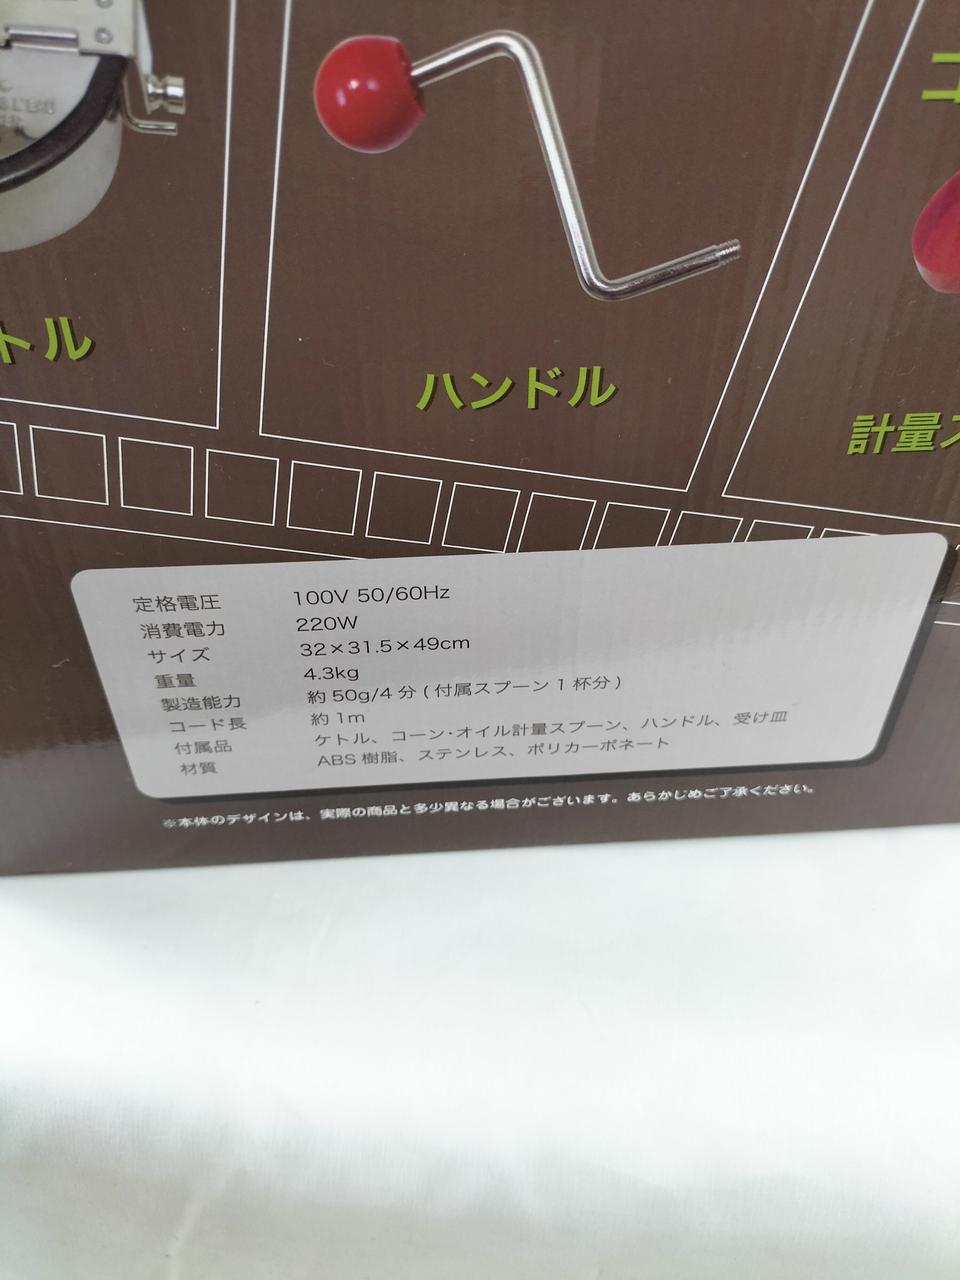 トル
ハンドル
計量ス
定格電圧 100V 50/60Hz
消費電力 220W
サイズ 32×31.5×49cm
重量 4.3kg
製造能力 約50g/4分(付属スプーン1杯分)
コード長 約1m
付属品 ケトル、コーン・オイル計量スプーン、ハンドル、受け皿
材質 ABS樹脂、ステンレス、ポリカーボネート
※本体のデザインは、実際の商品と多少異なる場合がございます。あらかじめご了承ください。